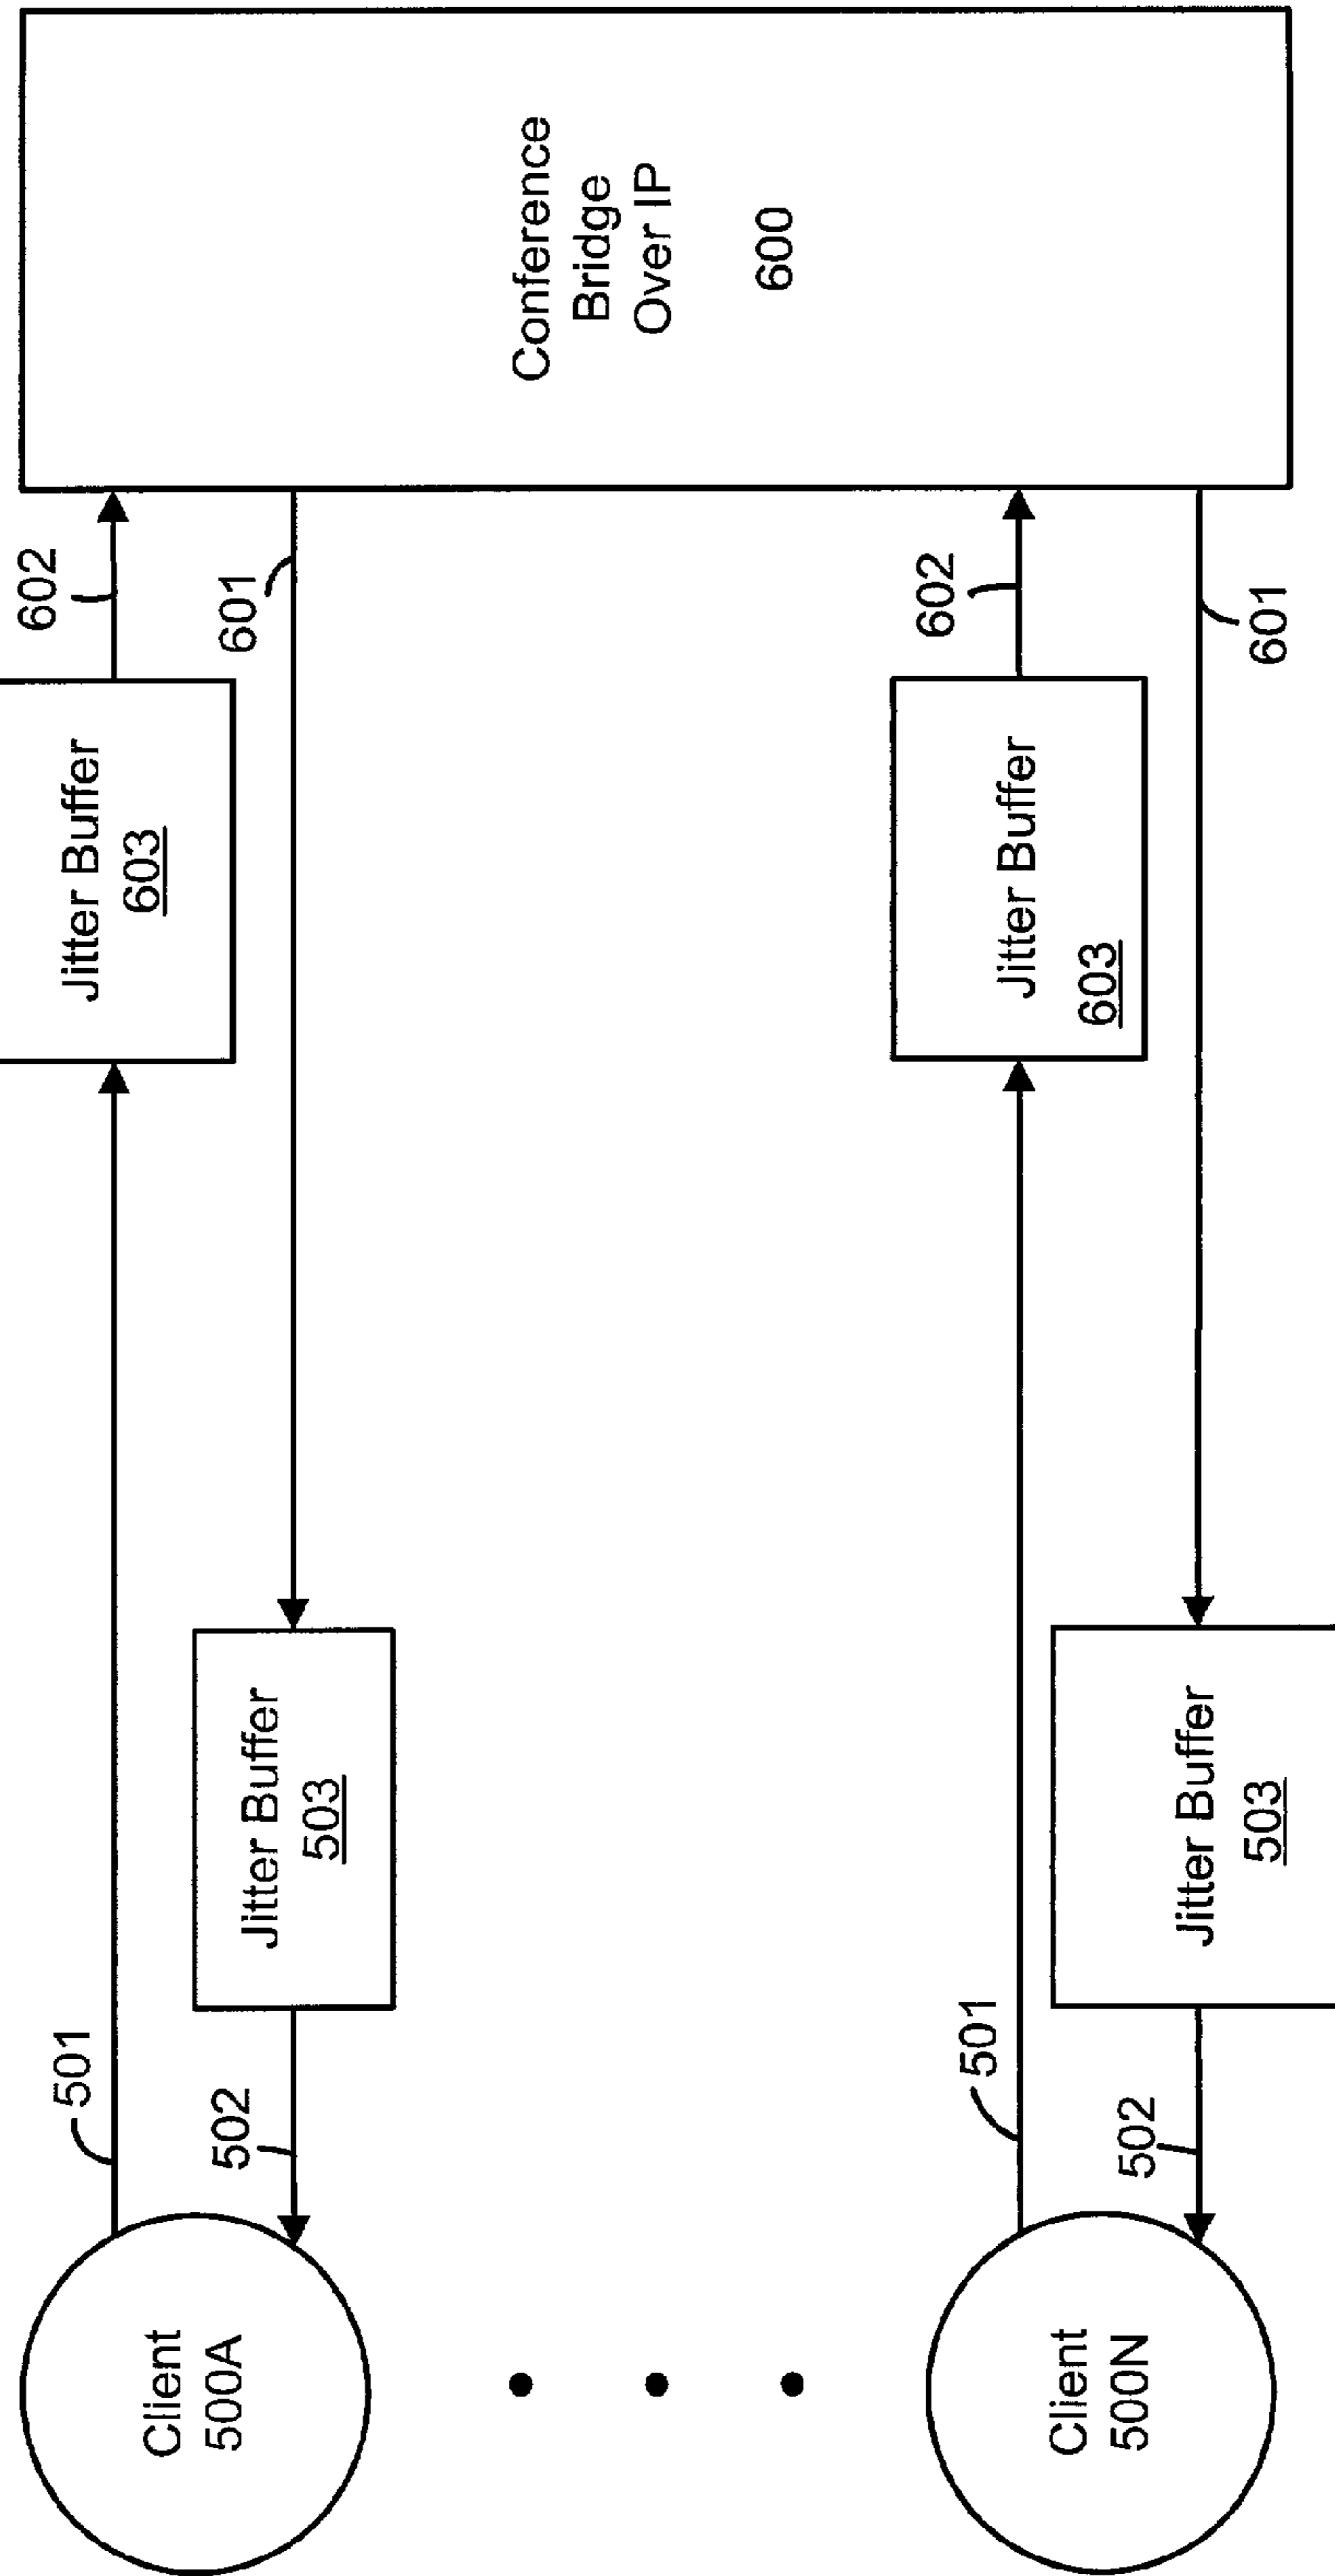 Client
500A
501
502
Jitter Buffer
503
Jitter Buffer
603
602
601
Conference
Bridge
Over IP
600
Client
500N
501
502
Jitter Buffer
503
Jitter Buffer
603
602
601